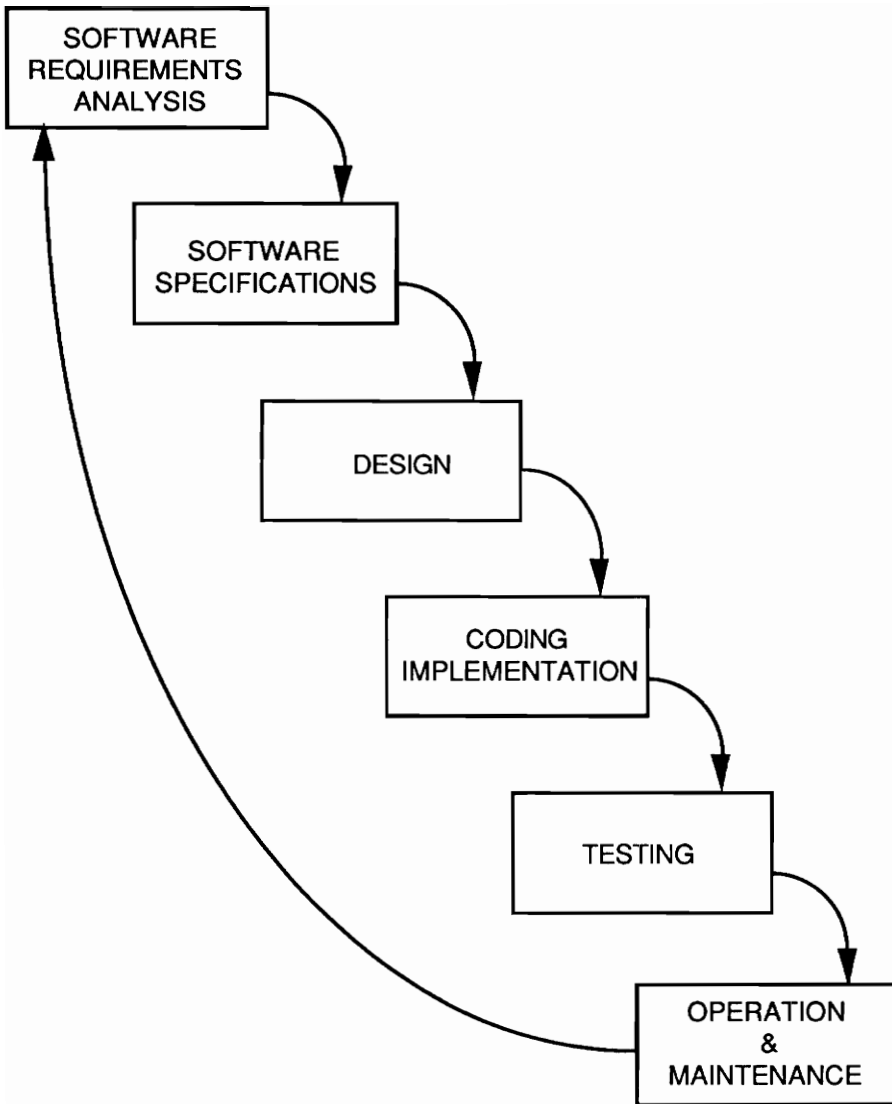 SOFTWARE
REQUIREMENTS
ANALYSIS
SOFTWARE
SPECIFICATIONS
DESIGN
CODING
IMPLEMENTATION
TESTING
OPERATION
&
MAINTENANCE